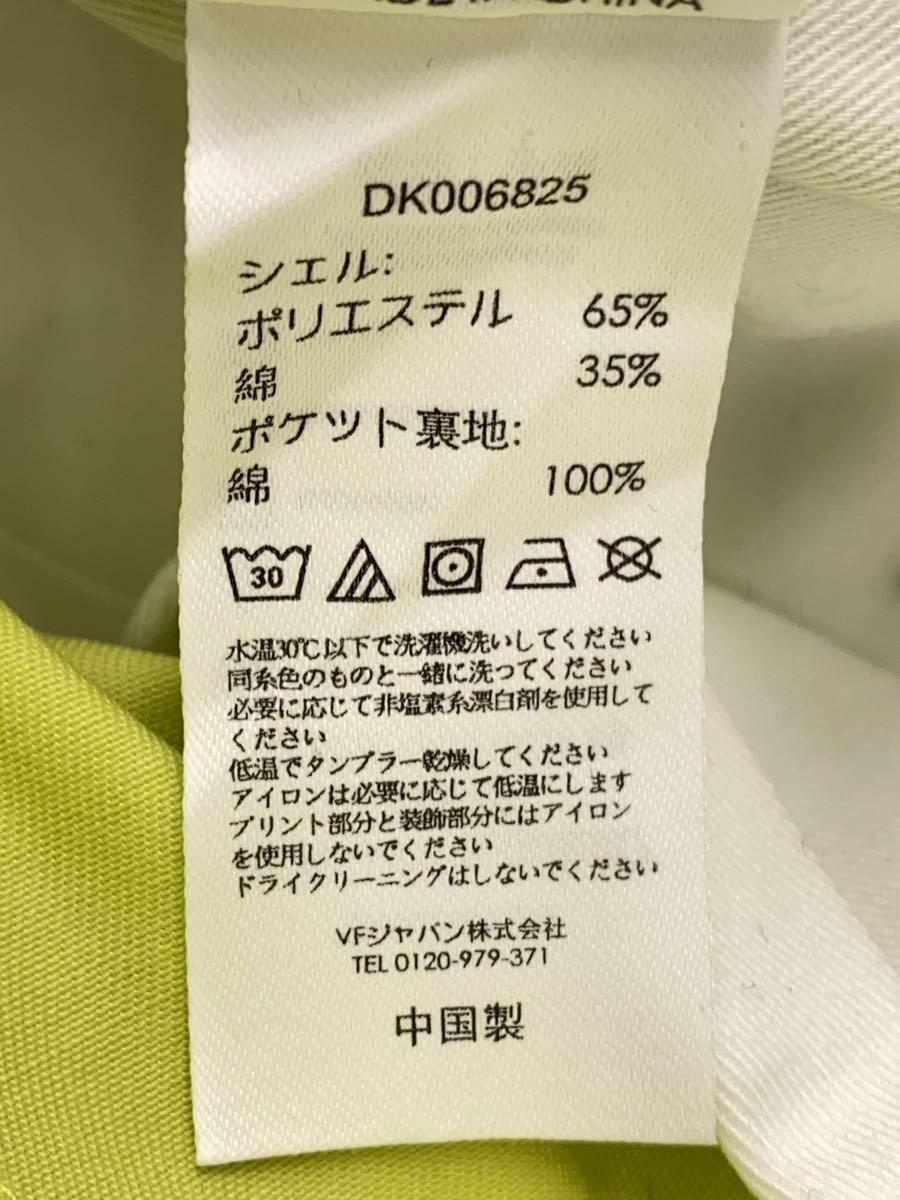 CHINA
DK006825
シェル:
ポリエステル 65%
綿 35%
ポケット裏地:
綿 100%
30
水温30℃以下で洗濯機洗いしてください
同系色のものと一緒に洗ってください
必要に応じて非塩素系漂白剤を使用して
ください
低温でタンブラー乾燥してください
アイロンは必要に応じて低温にします
プリント部分と装飾部分にはアイロン
を使用しないでください
ドライクリーニングはしないでください
VFジャパン株式会社
TEL 0120-979-371
中国製